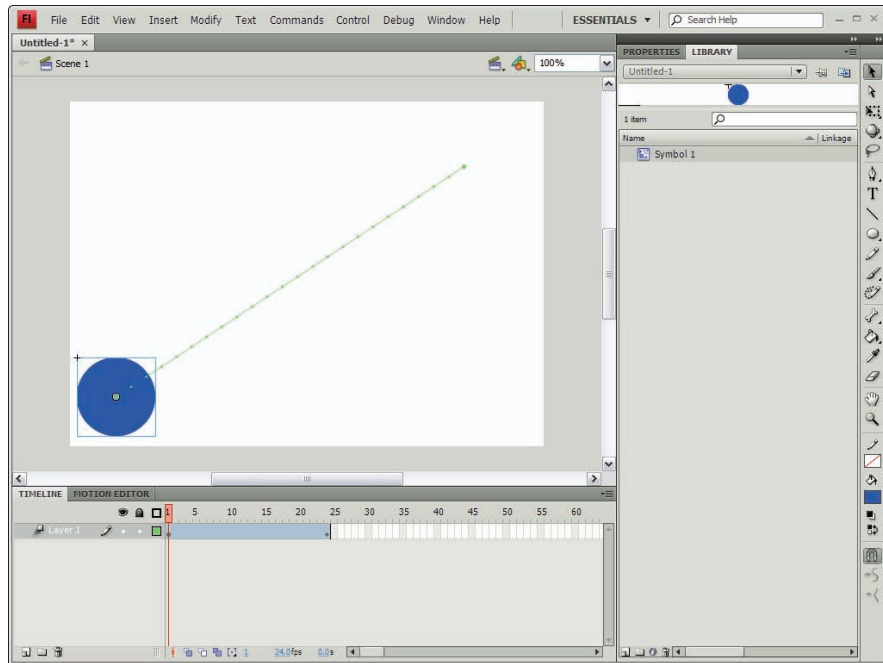 Fl File Edit View Insert Modify Text Commands Control Debug Window Help ESSENTIALS Search Help
Untitled-1* ×
Scene 1 100%
PROPERTIES LIBRARY
Untitled-1
1 item
Name Linkage
Symbol 1
T
TIMELINE MOTION EDITOR
1 5 10 15 20 25 30 35 40 45 50 55 60
Layer 1
1 24.0fps 0.0s